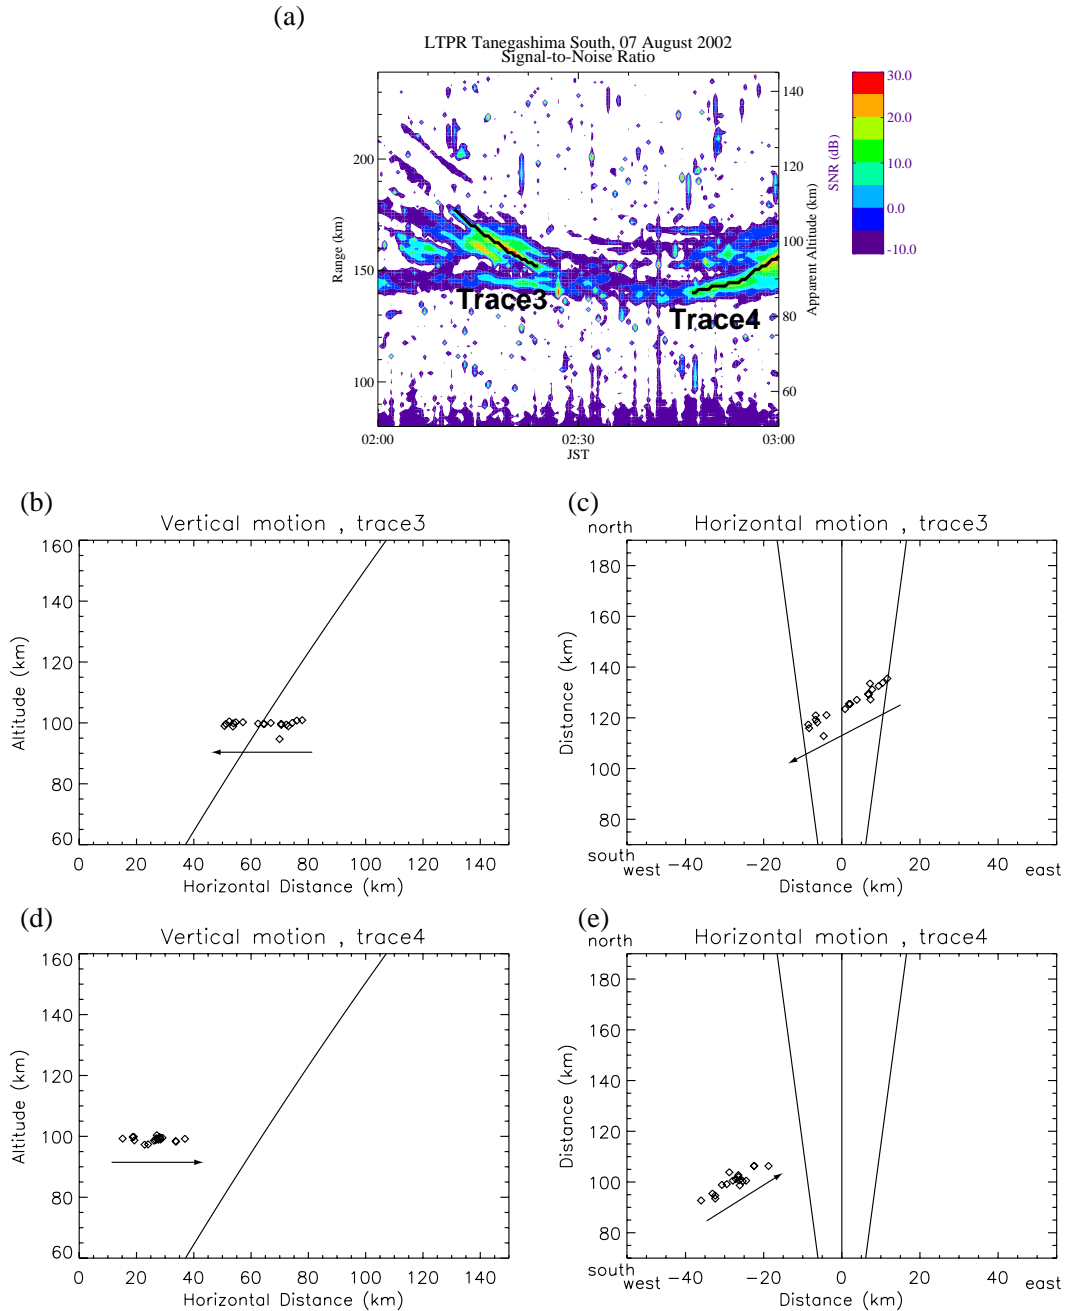 (a)
LTPR Tanegashima South, 07 August 2002
Signal-to-Noise Ratio
Range (km)
200
150
100
Trace3
Trace4
140
120
100
80
60
Apparent Altitude (km)
02:00
02:30
03:00
JST
SNR (dB)
30.0
20.0
10.0
0.0
-10.0
(b)
Vertical motion , trace3
Altitude (km)
160
140
120
100
80
60
0 20 40 60 80 100 120 140
Horizontal Distance (km)
(c)
Horizontal motion , trace3
north
Distance (km)
180
160
140
120
100
80
south
west -40 -20 0 20 40 east
Distance (km)
(d)
Vertical motion , trace4
Altitude (km)
160
140
120
100
80
60
0 20 40 60 80 100 120 140
Horizontal Distance (km)
(e)
Horizontal motion , trace4
north
Distance (km)
180
160
140
120
100
80
south
west -40 -20 0 20 40 east
Distance (km)